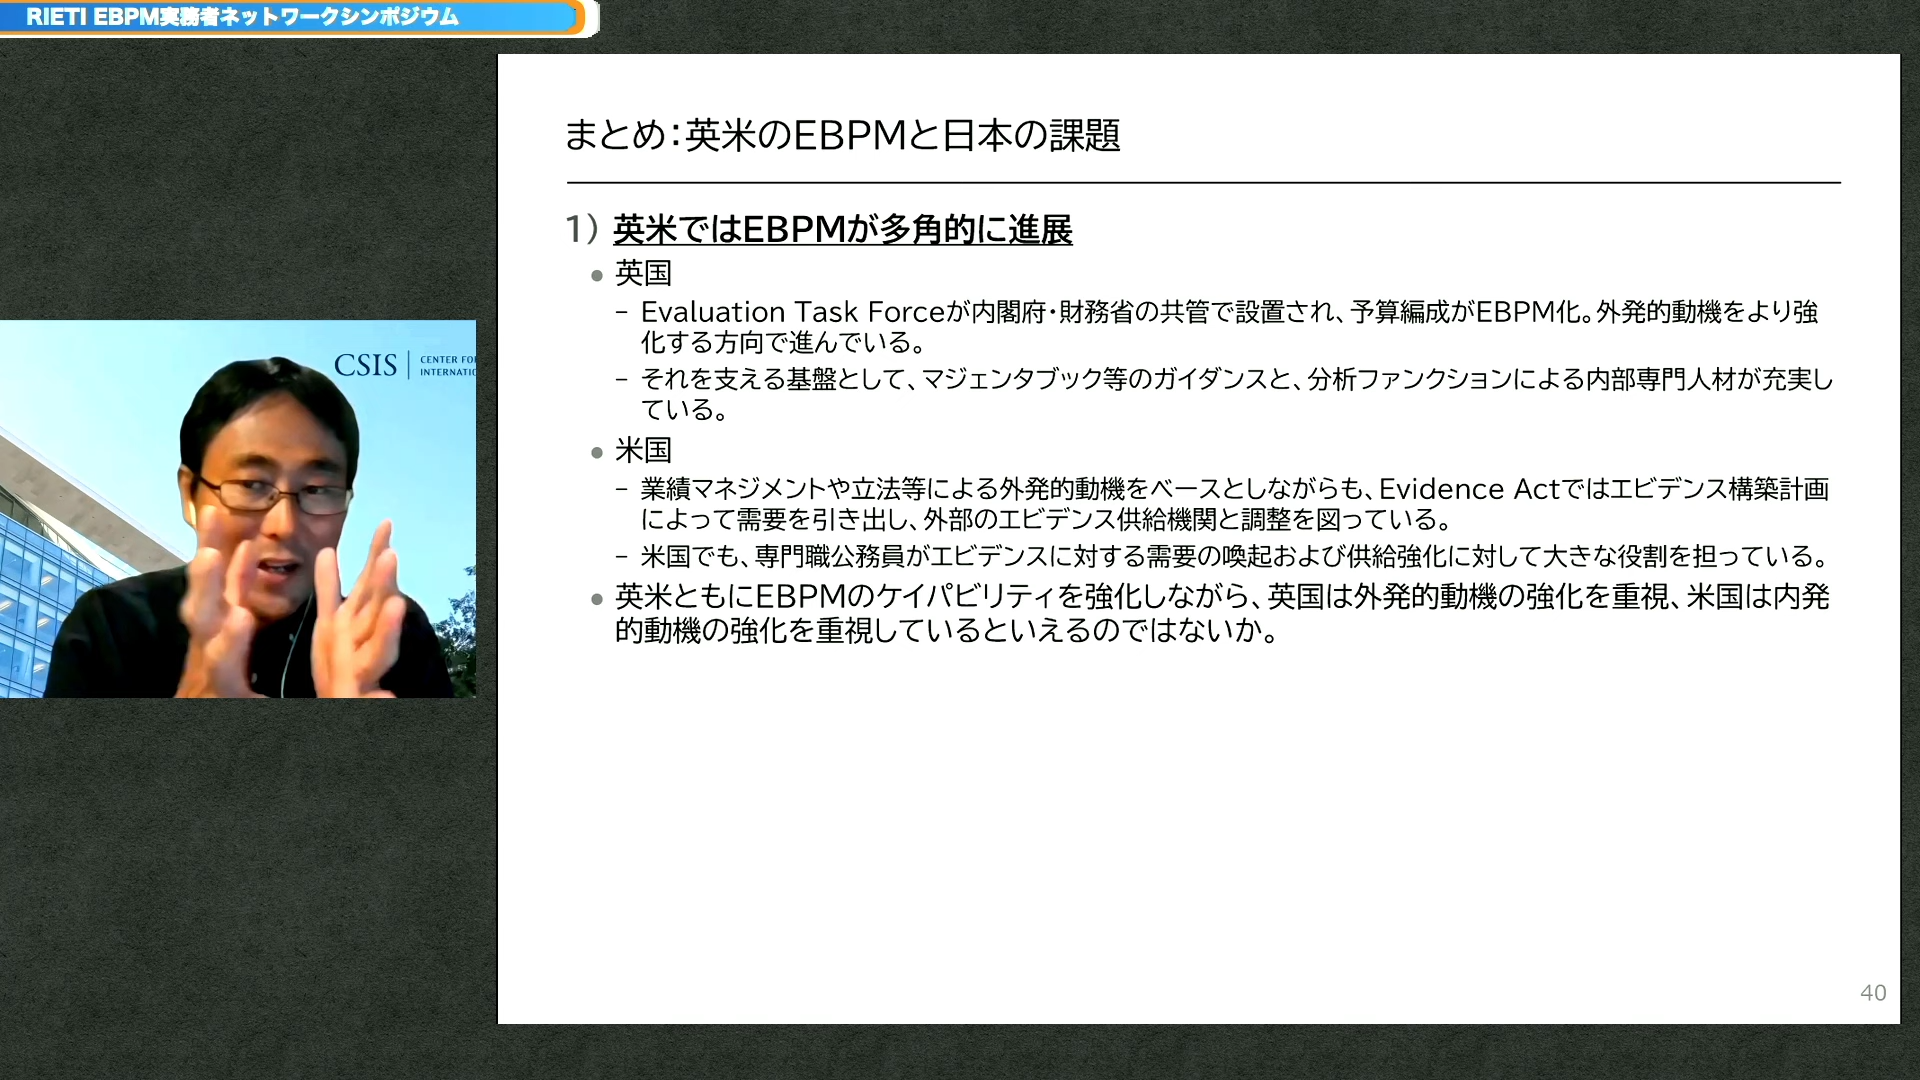 RIETI EBPM実務者ネットワークシンポジウム
CSIS
CENTER FO
INTERNATIO
まとめ：英米のEBPMと日本の課題
1) 英米ではEBPMが多角的に進展
● 英国
− Evaluation Task Forceが内閣府・財務省の共管で設置され、予算編成がEBPM化。外発的動機をより強
化する方向で進んでいる。
− それを支える基盤として、マジェンタブック等のガイダンスと、分析ファンクションによる内部専門人材が充実し
ている。
● 米国
− 業績マネジメントや立法等による外発的動機をベースとしながらも、Evidence Actではエビデンス構築計画
によって需要を引き出し、外部のエビデンス供給機関と調整を図っている。
− 米国でも、専門職公務員がエビデンスに対する需要の喚起および供給強化に対して大きな役割を担っている。
● 英米ともにEBPMのケイパビリティを強化しながら、英国は外発的動機の強化を重視、米国は内発
的動機の強化を重視しているといえるのではないか。
40